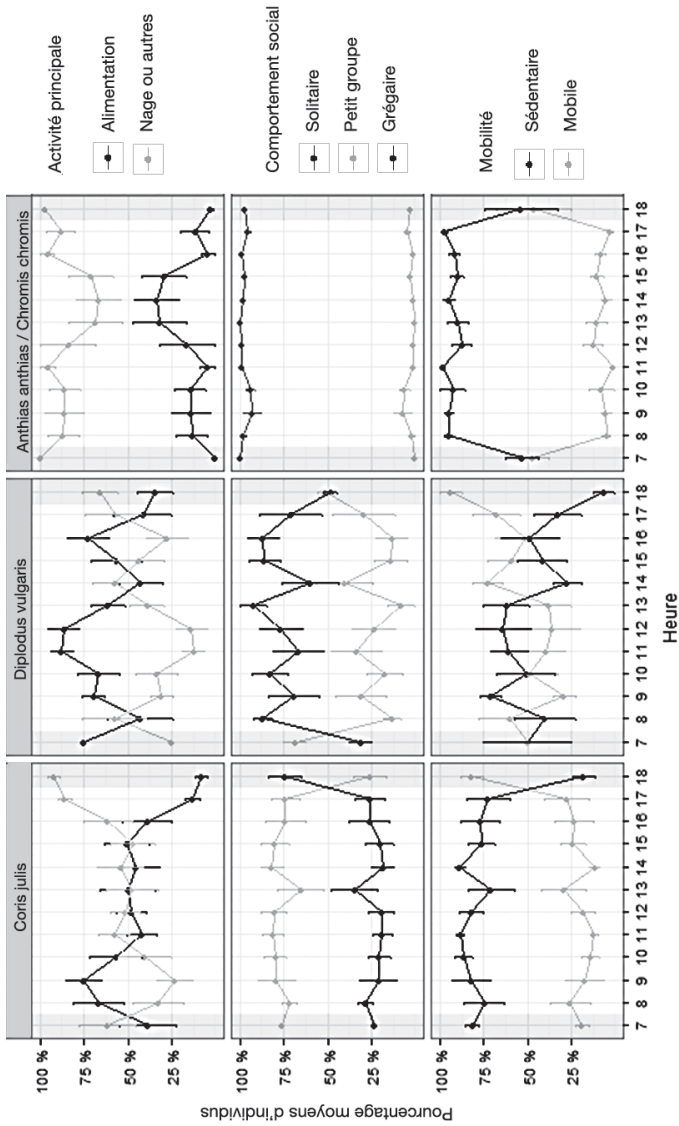 Coris julis
Diplodus vulgaris
Anthias anthias / Chromis chromis
Pourcentage moyens d'individus
100 %
75 %
50 %
25 %
Activité principale
Alimentation
Nage ou autres
100 %
75 %
50 %
25 %
Comportement social
Solitaire
Petit groupe
Grégaire
100 %
75 %
50 %
25 %
Mobilité
Sédentaire
Mobile
7 8 9 10 11 12 13 14 15 16 17 18
7 8 9 10 11 12 13 14 15 16 17 18
7 8 9 10 11 12 13 14 15 16 17 18
Heure